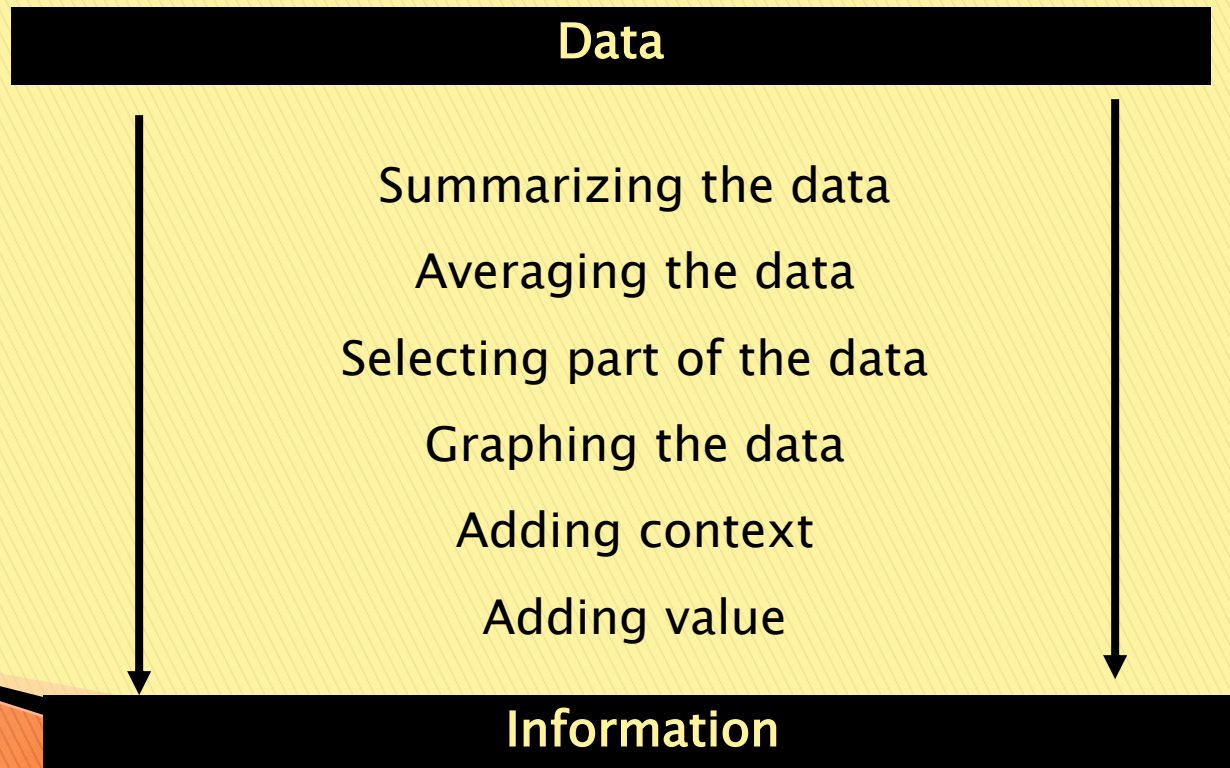 Data
Summarizing the data
Averaging the data
Selecting part of the data
Graphing the data
Adding context
Adding value
Information